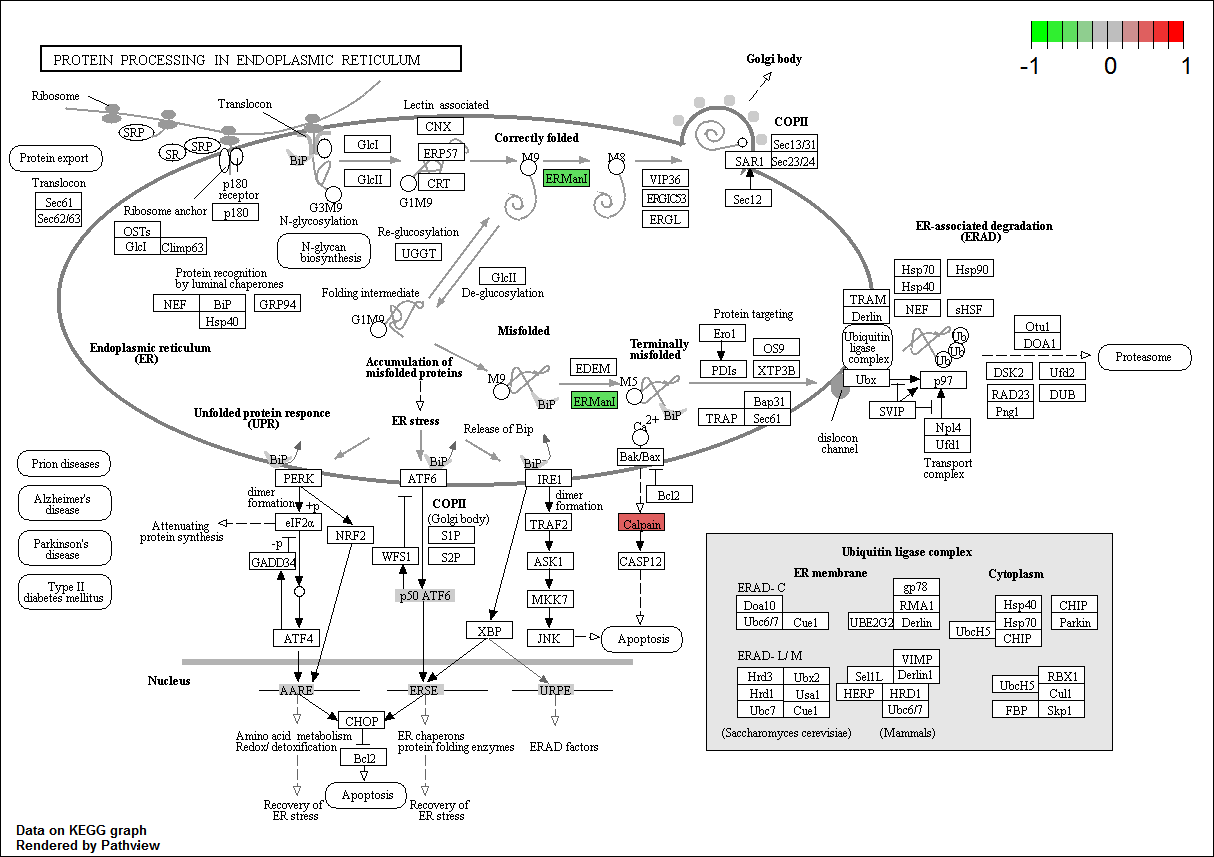 PROTEIN PROCESSING IN ENDOPLASMIC RETICULUM
-1 0 1
Golgi body
Ribosome
Translocon
Lectin associated
SRP
SR
SRP
Protein export
BiP
GlcI
GlcII
CNX
ERP57
CRT
G1M9
Correctly folded
M9
ERManI
M8
VIP36
ERGIC53
ERGL
COPII
Sec13/31
SAR1
Sec23/24
Sec12
Translocon
Sec61
Sec62/63
p180
receptor
p180
Ribosome anchor
OSTs
GlcI
Climp63
G3M9
N-glycosylation
N-glycan
biosynthesis
Re-glucosylation
UGGT
GlcII
De-glucosylation
Protein recognition
by luminal chaperones
NEF
BiP
GRP94
Hsp40
Folding intermediate
G1M9
Endoplasmic reticulum
(ER)
Misfolded
Accumulation of
misfolded proteins
M9
BiP
EDEM
ERManI
Terminally
misfolded
M5
BiP
Protein targeting
Ero1
PDIs
OS9
XTP3B
Bap31
TRAP
Sec61
ER-associated degradation
(ERAD)
Hsp70
Hsp90
Hsp40
NEF
sHSF
TRAM
Derlin
Ubiquitin
ligase
complex
Ubx
Ub
Ub
Ub
p97
SVIP
Npl4
Ufd1
Transport
complex
dislocon
channel
Otu1
DOA1
DSK2
Ufd2
RAD23
DUB
Png1
Proteasome
Unfolded protein responce
(UPR)
ER stress
Release of Bip
BiP
BiP
BiP
PERK
ATF6
IRE1
Ca2+
Bak/Bax
Bcl2
Calpain
CASP12
Apoptosis
Prion diseases
Alzheimer's
disease
Parkinson's
disease
Type II
diabetes mellitus
dimer
formation
+p
eIF2α
Attenuating
protein synthesis
-p
GADD34
NRF2
ATF4
COPII
(Golgi body)
S1P
S2P
WFS1
p50 ATF6
dimer
formation
TRAF2
ASK1
MKK7
JNK
XBP
Nucleus
AARE
ERSE
URPE
CHOP
Bcl2
Apoptosis
Amino acid metabolism
Redox/ detoxification
ER chaperons
protein folding enzymes
ERAD factors
Recovery of
ER stress
Recovery of
ER stress
Ubiquitin ligase complex
ER membrane
Cytoplasm
ERAD- C
Doa10
Ubc6/7
Cue1
gp78
RMA1
UBE2G2
Derlin
Hsp40
Hsp70
UbcH5
CHIP
CHIP
Parkin
ERAD- L/ M
Hrd3
Ubx2
Hrd1
Usa1
Ubc7
Cue1
VIMP
Sel1L
Derlin1
HERP
HRD1
Ubc6/7
UbcH5
RBX1
Cul1
FBP
Skp1
(Saccharomyces cerevisiae)
(Mammals)
Data on KEGG graph
Rendered by Pathview